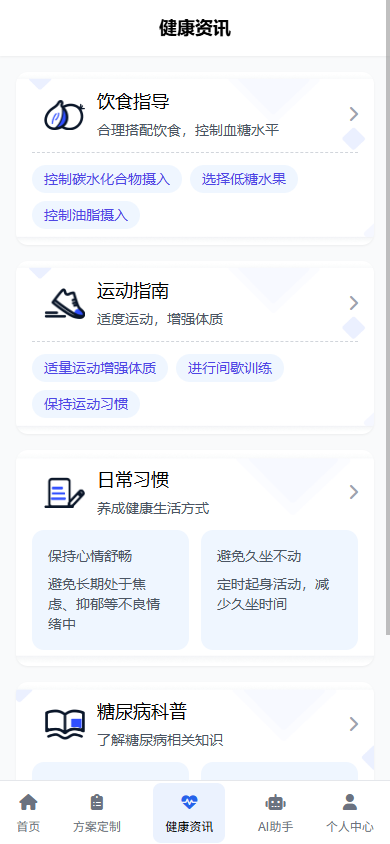 健康资讯
饮食指导
合理搭配饮食，控制血糖水平
控制碳水化合物摄入
选择低糖水果
控制油脂摄入
运动指南
适度运动，增强体质
适量运动增强体质
进行间歇训练
保持运动习惯
日常习惯
养成健康生活方式
保持心情舒畅
避免长期处于焦
虑、抑郁等不良情
绪中
避免久坐不动
定时起身活动，减
少久坐时间
糖尿病科普
了解糖尿病相关知识
首页
方案定制
健康资讯
AI助手
个人中心